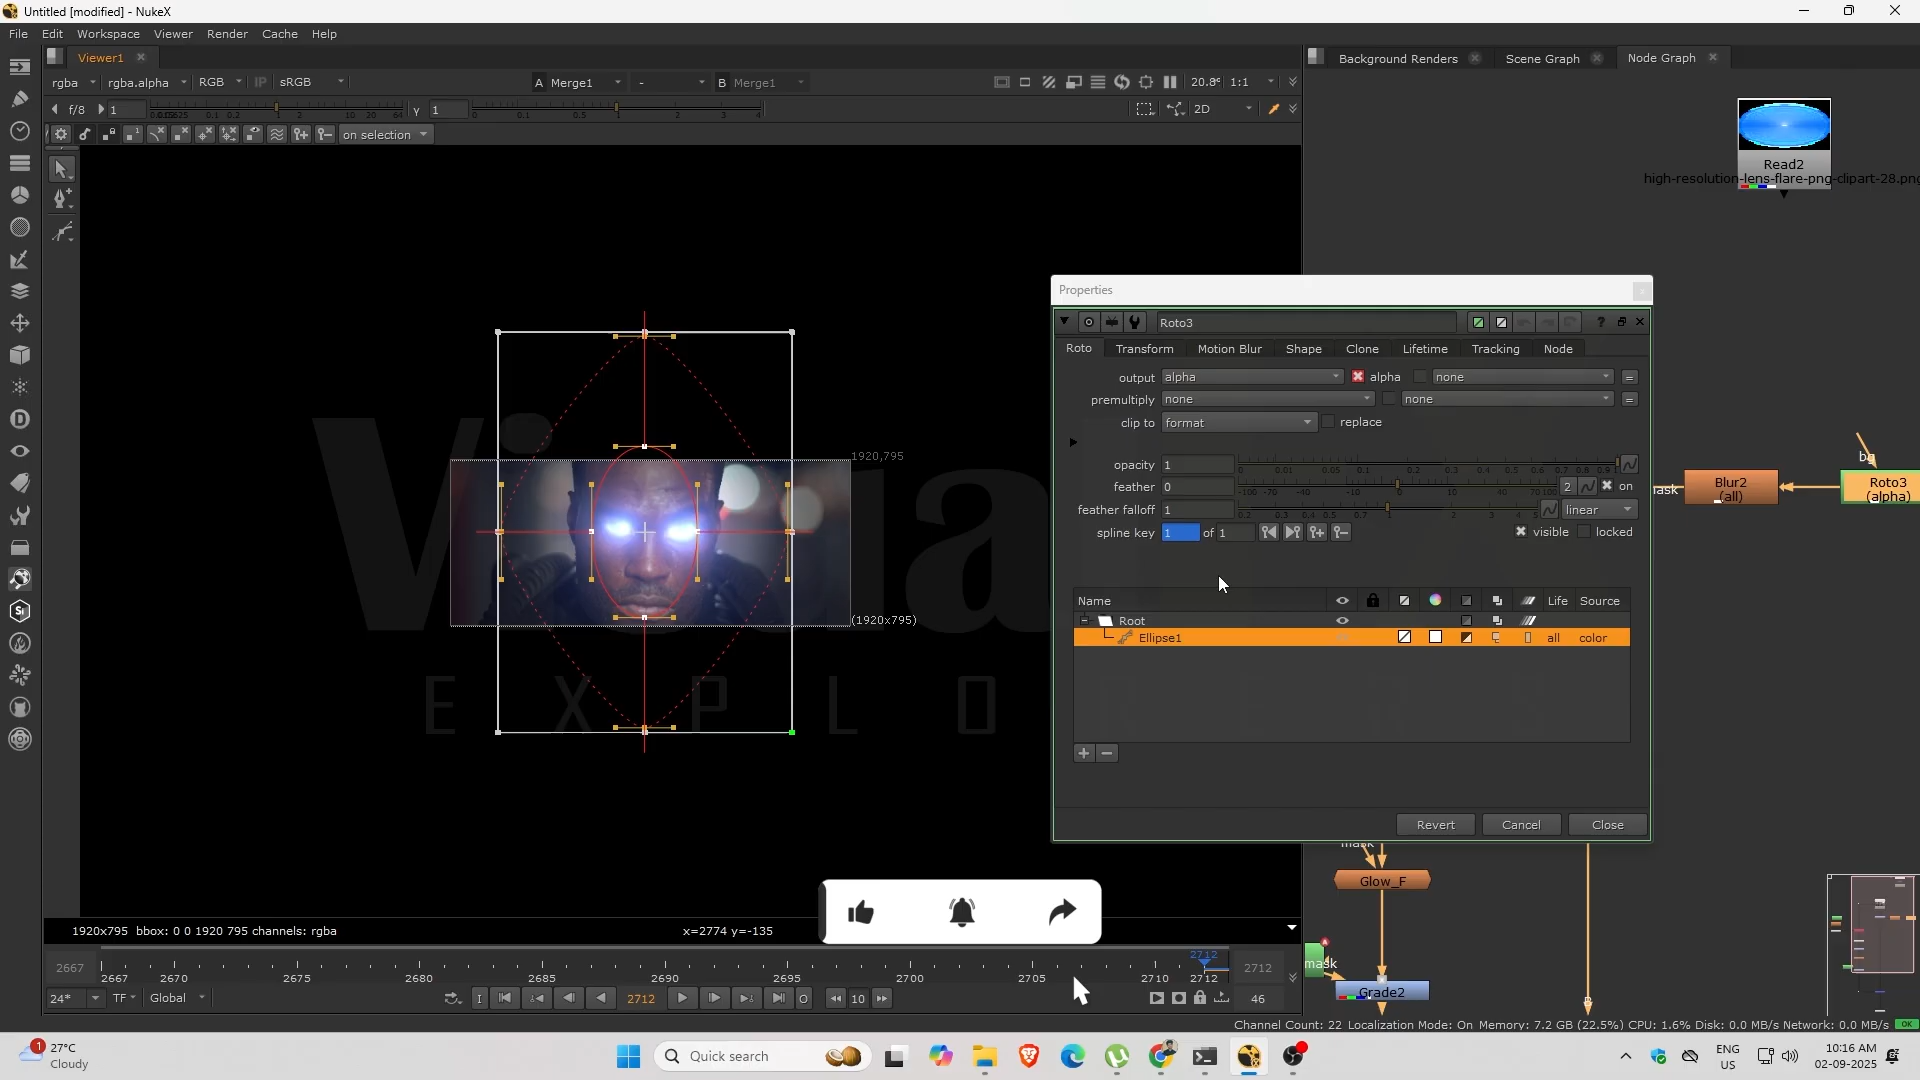 Untitled [modified] - NukeX
File Edit Workspace Viewer Render Cache Help
Viewer1
Background Renders
Scene Graph
Node Graph
rgba rgba.alpha RGB IP sRGB A Merge1 - B Merge1 1:1
f/8 1 Y 1 2D
on selection
Read2
high-resolution-lens-flare-png-clipart-28.png
1920,795
(1920x795)
E X P L O
bg
Blur2
(all)
Roto3
(alpha)
Properties
Roto3
Roto Transform Motion Blur Shape Clone Lifetime Tracking Node
output alpha alpha none
premultiply none none
clip to format replace
opacity 1
feather 0 2 on
feather falloff 1 linear
spline key 1 of 1 visible locked
Name Life Source
Root
Ellipse1 all color
Revert Cancel Close
mask
Glow_F
mask
Grade2
1920x795 bbox: 0 0 1920 795 channels: rgba x=2774 y=-135
2712
2667 2667 2670 2675 2680 2685 2690 2695 2700 2705 2710 2712 2712
24* TF Global 2712 10 46
Channel Count: 22 Localization Mode: On Memory: 7.2 GB (22.5%) CPU: 1.6% Disk: 0.0 MB/s Network: 0.0 MB/s OK
1
27°C
Cloudy
Quick search
ENG
US
10:16 AM
02-09-2025